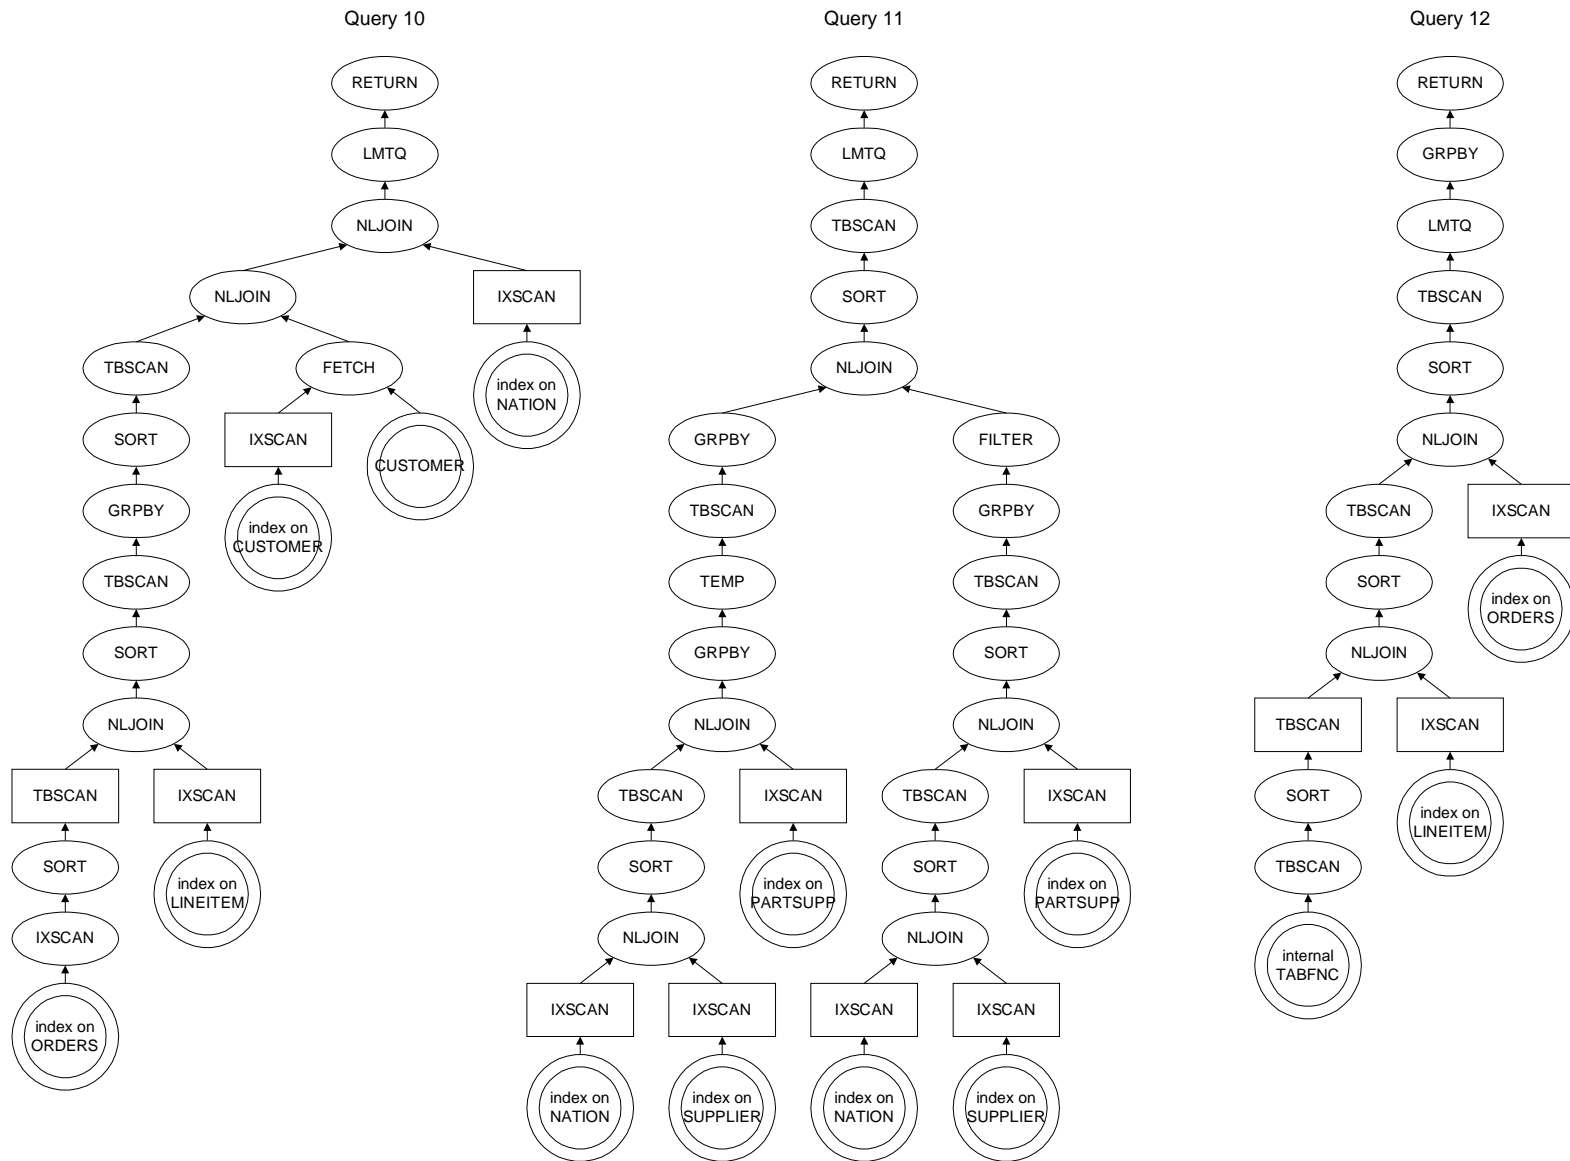 Query 10
Query 11
Query 12
RETURN
RETURN
RETURN
LMTQ
LMTQ
GRPBY
NLJOIN
TBSCAN
LMTQ
NLJOIN
IXSCAN
SORT
TBSCAN
TBSCAN
FETCH
index on
NATION
NLJOIN
SORT
SORT
IXSCAN
CUSTOMER
GRPBY
FILTER
NLJOIN
GRPBY
index on
CUSTOMER
TBSCAN
GRPBY
TBSCAN
IXSCAN
TBSCAN
TEMP
TBSCAN
SORT
index on
ORDERS
SORT
GRPBY
SORT
NLJOIN
NLJOIN
NLJOIN
NLJOIN
TBSCAN
IXSCAN
TBSCAN
IXSCAN
TBSCAN
IXSCAN
TBSCAN
IXSCAN
SORT
index on
LINEITEM
SORT
index on
LINEITEM
SORT
index on
PARTSUPP
SORT
index on
PARTSUPP
TBSCAN
IXSCAN
NLJOIN
NLJOIN
internal
TABFNC
index on
ORDERS
IXSCAN
IXSCAN
IXSCAN
IXSCAN
index on
NATION
index on
SUPPLIER
index on
NATION
index on
SUPPLIER